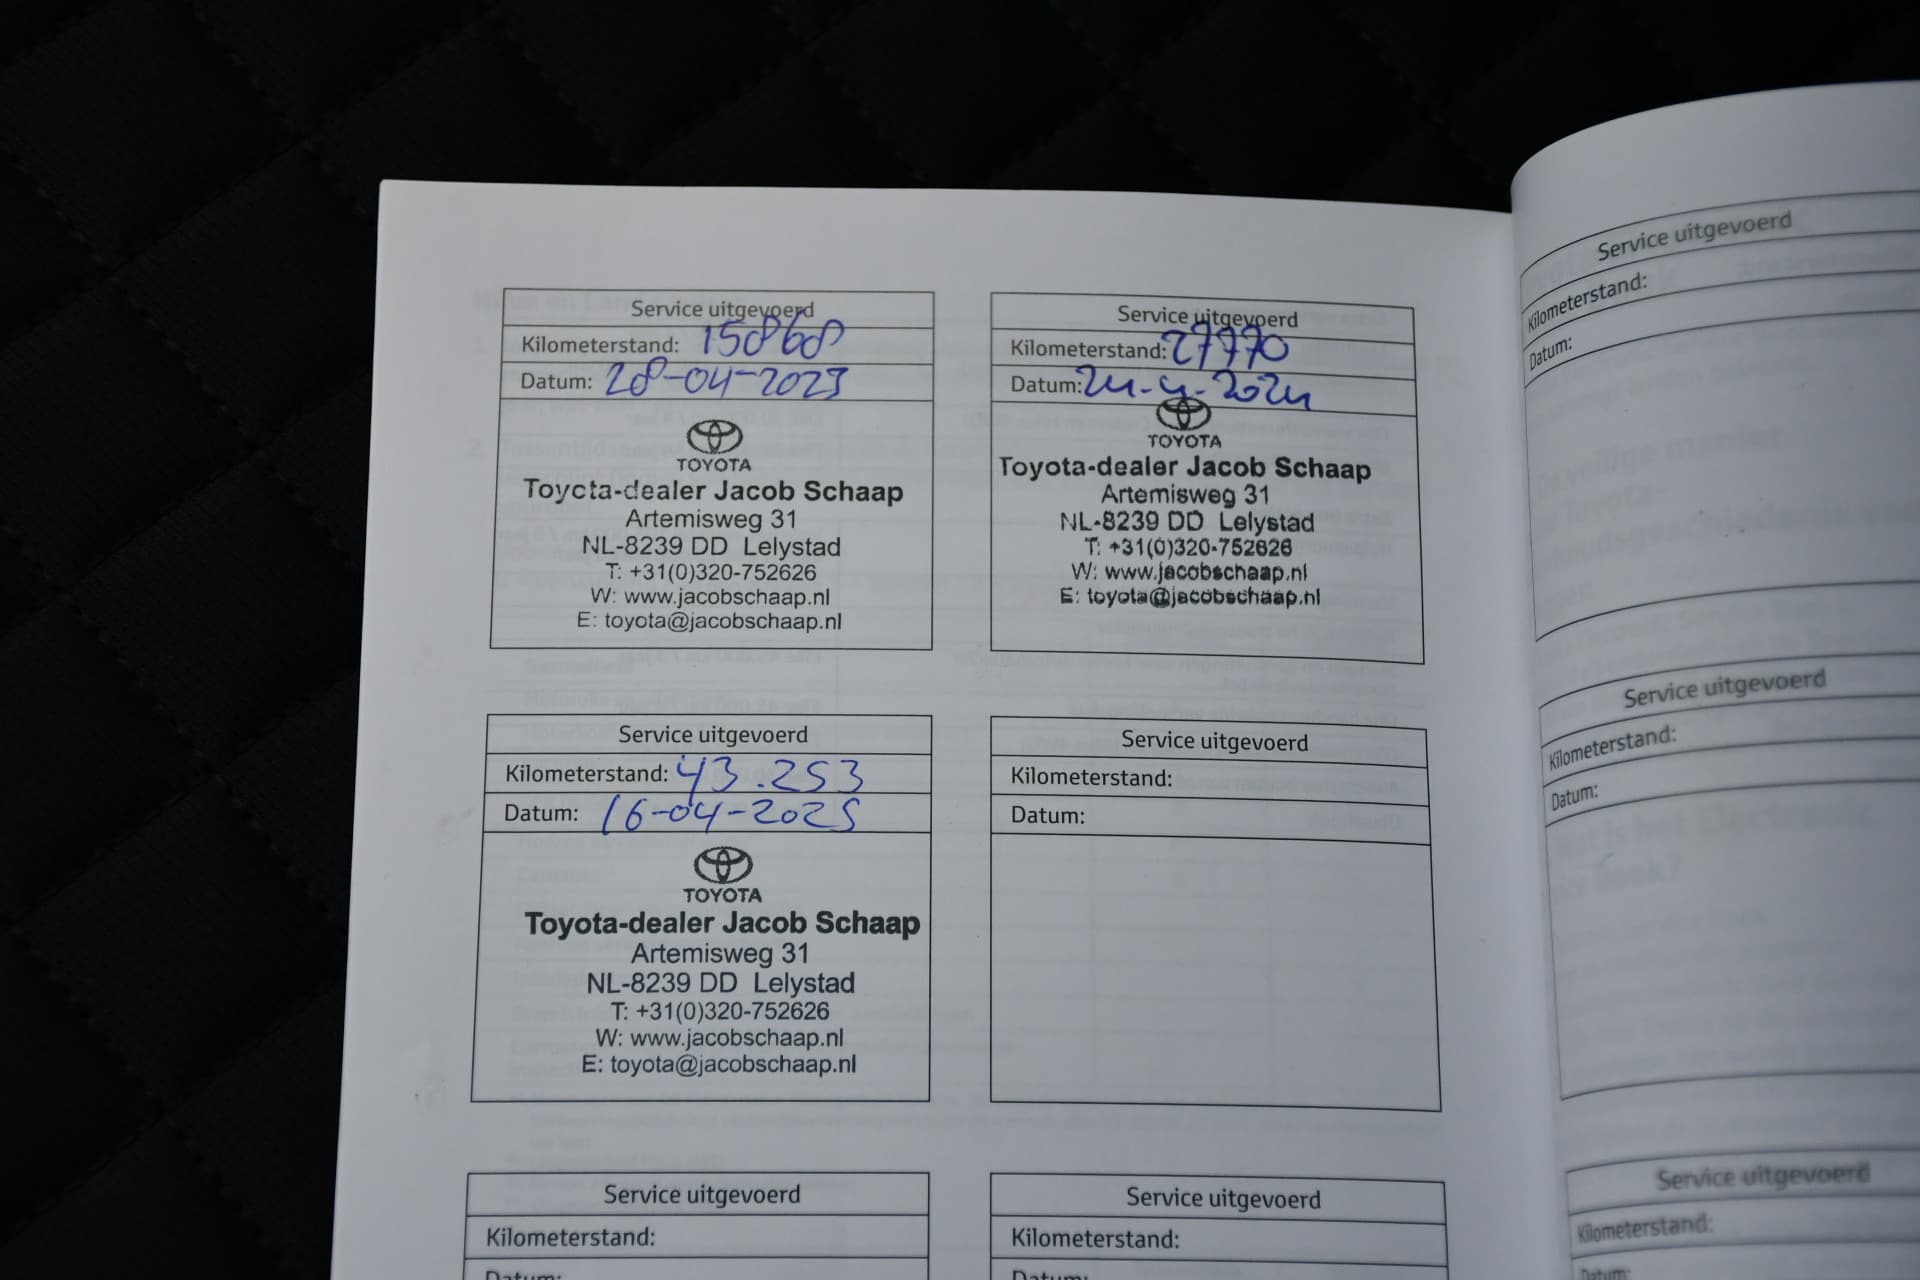 Service uitgevoerd
Kilometerstand: 15868
Datum: 28-04-2023
TOYOTA
Toyota-dealer Jacob Schaap
Artemisweg 31
NL-8239 DD Lelystad
T: +31(0)320-752626
W: www.jacobschaap.nl
E: toyota@jacobschaap.nl
Service uitgevoerd
Kilometerstand: 27770
Datum: 24-4-2024
TOYOTA
Toyota-dealer Jacob Schaap
Artemisweg 31
NL-8239 DD Lelystad
T: +31(0)320-752626
W: www.jacobschaap.nl
E: toyota@jacobschaap.nl
Service uitgevoerd
Kilometerstand: 43.253
Datum: 16-04-2025
TOYOTA
Toyota-dealer Jacob Schaap
Artemisweg 31
NL-8239 DD Lelystad
T: +31(0)320-752626
W: www.jacobschaap.nl
E: toyota@jacobschaap.nl
Service uitgevoerd
Kilometerstand:
Datum:
Service uitgevoerd
Kilometerstand:
Datum:
Service uitgevoerd
Kilometerstand:
Datum:
Service uitgevoerd
Kilometerstand:
Datum:
Service uitgevoerd
Kilometerstand:
Datum:
Service uitgevoerd
Kilometerstand:
Datum: